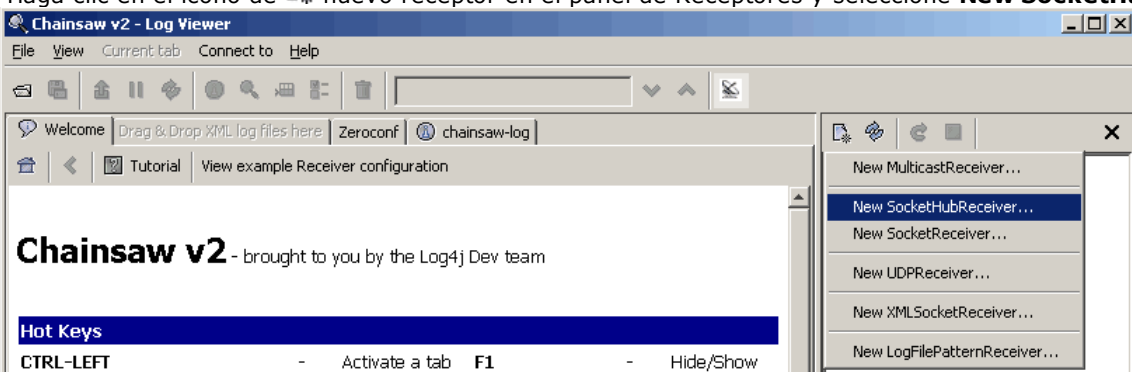 Haga clic en el icono de nuevo receptor en el panel de Receptores y seleccione New SocketHu
Chainsaw v2 - Log Viewer
File View Current tab Connect to Help
Welcome Drag & Drop XML log files here Zeroconf chainsaw-log
Tutorial View example Receiver configuration
New MulticastReceiver...
New SocketHubReceiver...
New SocketReceiver...
New UDPReceiver...
New XMLSocketReceiver...
New LogFilePatternReceiver...
Chainsaw v2 - brought to you by the Log4j Dev team
Hot Keys
CTRL-LEFT - Activate a tab F1 - Hide/Show